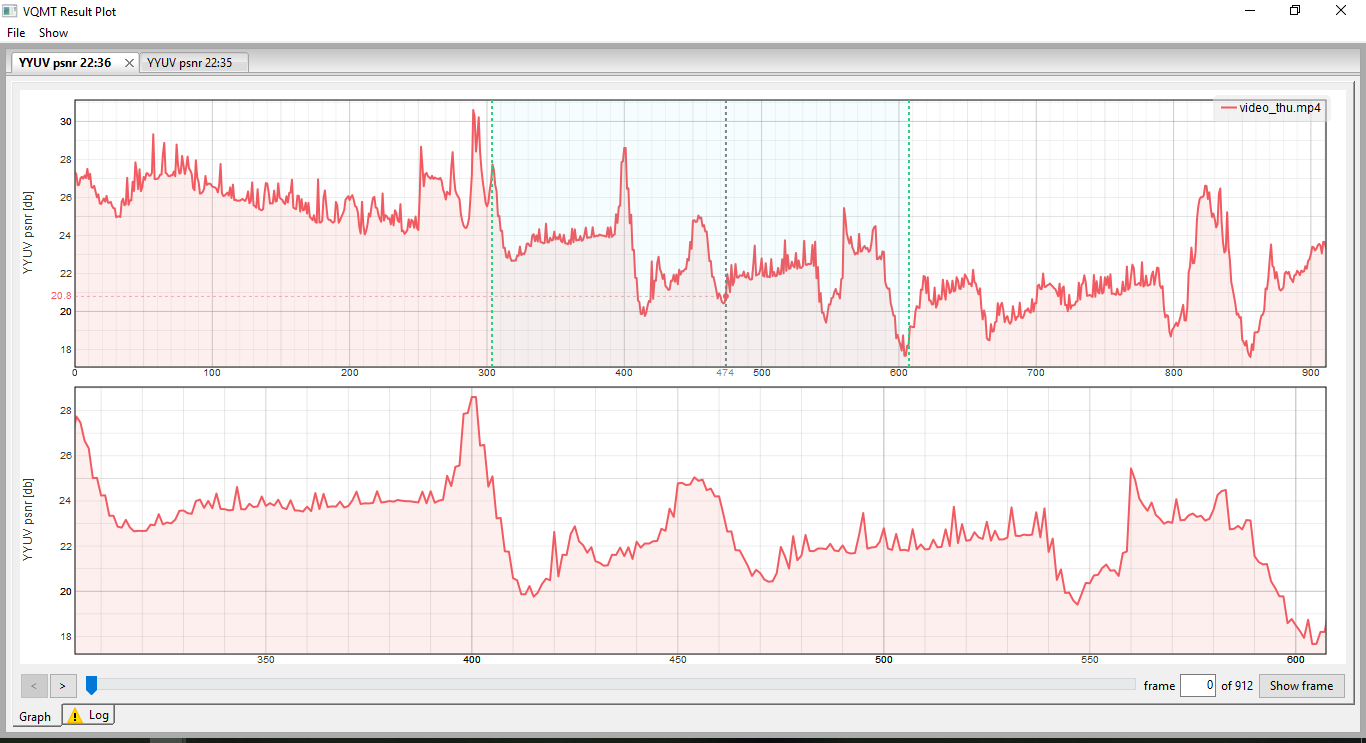 VQMT Result Plot
File Show
YYUV psnr 22:36 YYUV psnr 22:35
video_thu.mp4
YYUV psnr [db]
30
28
26
24
22
20.8
20
18
0 100 200 300 400 474 500 600 700 800 900
YYUV psnr [db]
28
26
24
22
20
18
350 400 450 500 550 600
< > frame 0 of 912 Show frame
Graph Log